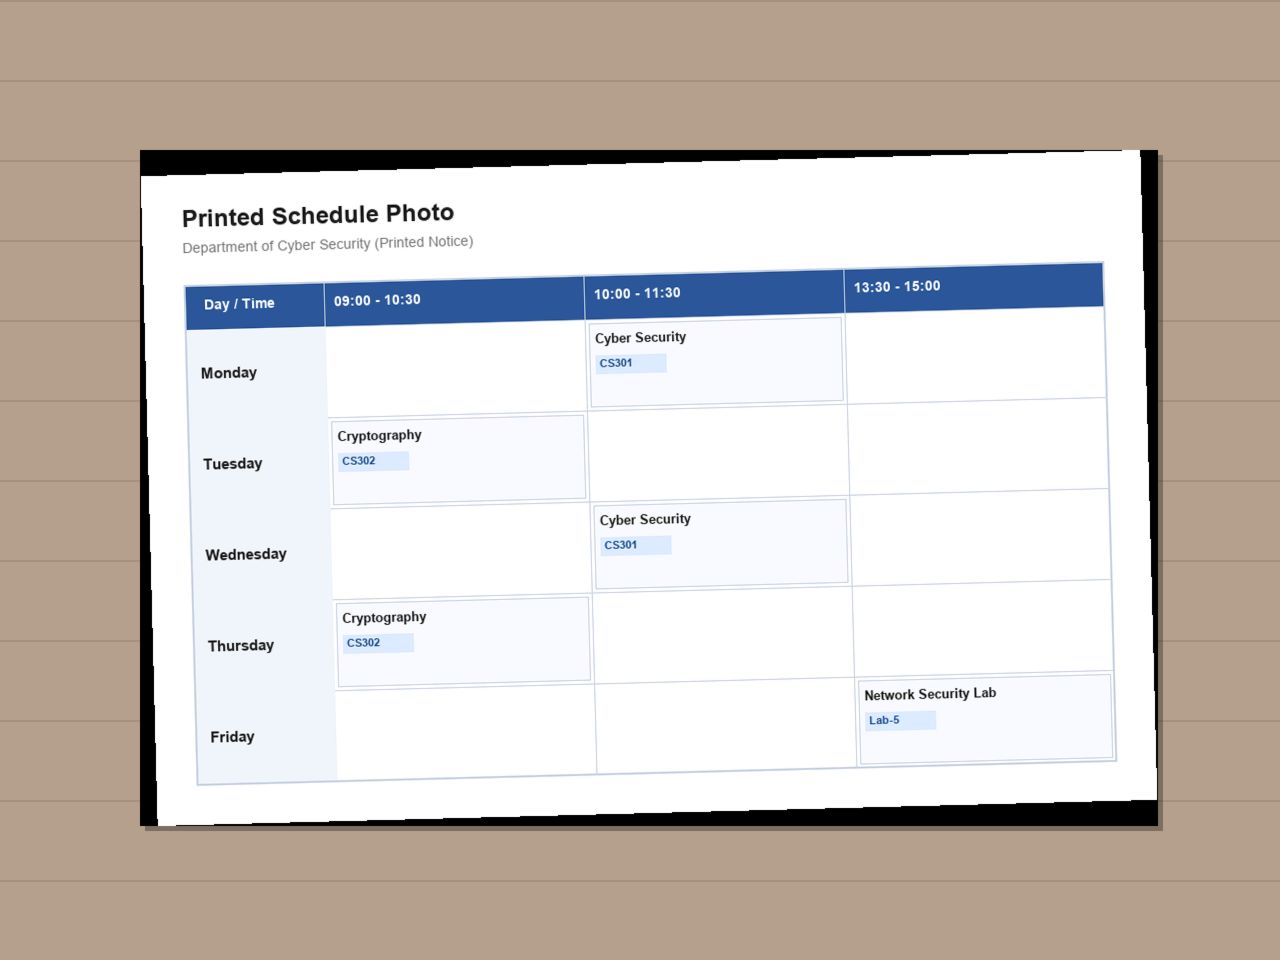 Printed Schedule Photo
Department of Cyber Security (Printed Notice)
Day / Time 09:00 - 10:30 10:00 - 11:30 13:30 - 15:00
Monday Cyber Security
CS301
Tuesday Cryptography
CS302
Wednesday Cyber Security
CS301
Thursday Cryptography
CS302
Friday Network Security Lab
Lab-5